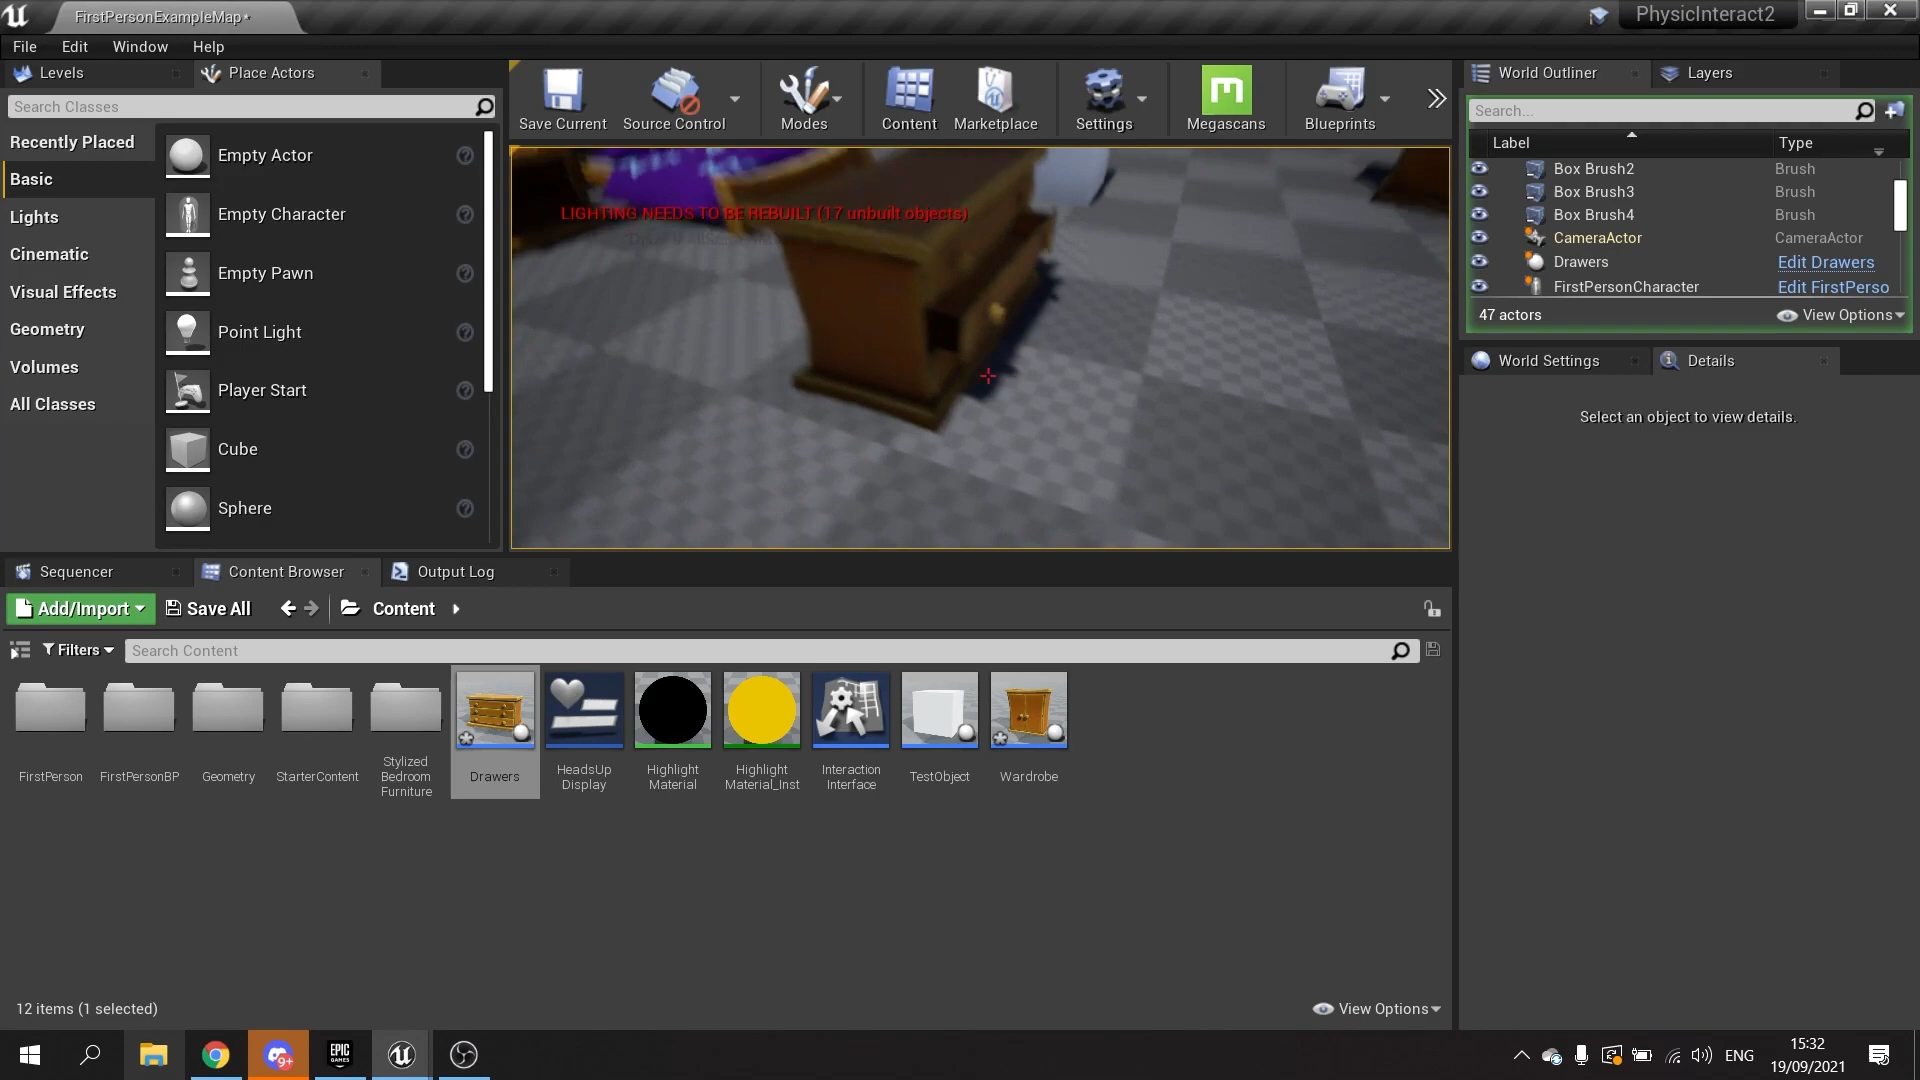 FirstPersonExampleMap*
PhysicInteract2
File Edit Window Help
Levels Place Actors
Search Classes
Recently Placed
Basic
Lights
Cinematic
Visual Effects
Geometry
Volumes
All Classes
Empty Actor
Empty Character
Empty Pawn
Point Light
Player Start
Cube
Sphere
Save Current Source Control Modes Content Marketplace Settings Megascans Blueprints
LIGHTING NEEDS TO BE REBUILT (17 unbuilt objects)
World Outliner Layers
Search...
Label Type
Box Brush2 Brush
Box Brush3 Brush
Box Brush4 Brush
CameraActor CameraActor
Drawers Edit Drawers
FirstPersonCharacter Edit FirstPerso
47 actors View Options
World Settings Details
Select an object to view details.
Sequencer Content Browser Output Log
Add/Import Save All Content
Filters Search Content
FirstPerson
FirstPersonBP
Geometry
StarterContent
Stylized
Bedroom
Furniture
Drawers
HeadsUp
Display
Highlight
Material
Highlight
Material_Inst
Interaction
Interface
TestObject
Wardrobe
12 items (1 selected) View Options
9+
EPIC
GAMES
ENG
15:32
19/09/2021